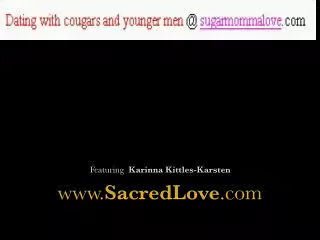 Dating with cougars and younger men @ sugarmommalove.com
Featuring Karinna Kittles-Karsten
www.SacredLove.com